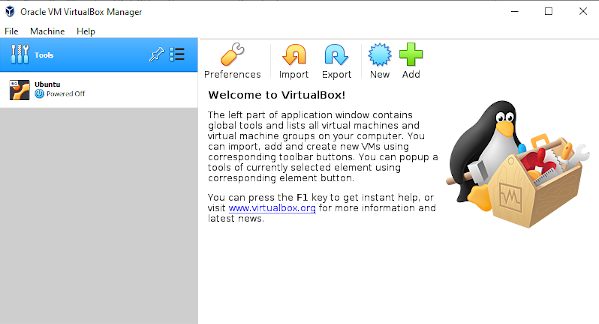 Oracle VM VirtualBox Manager
File Machine Help
Tools
Ubuntu
Powered Off
Preferences Import Export New Add
Welcome to VirtualBox!
The left part of application window contains
global tools and lists all virtual machines and
virtual machine groups on your computer. You
can import, add and create new VMs using
corresponding toolbar buttons. You can popup a
tools of currently selected element using
corresponding element button.
You can press the F1 key to get instant help, or
visit www.virtualbox.org for more information and
latest news.